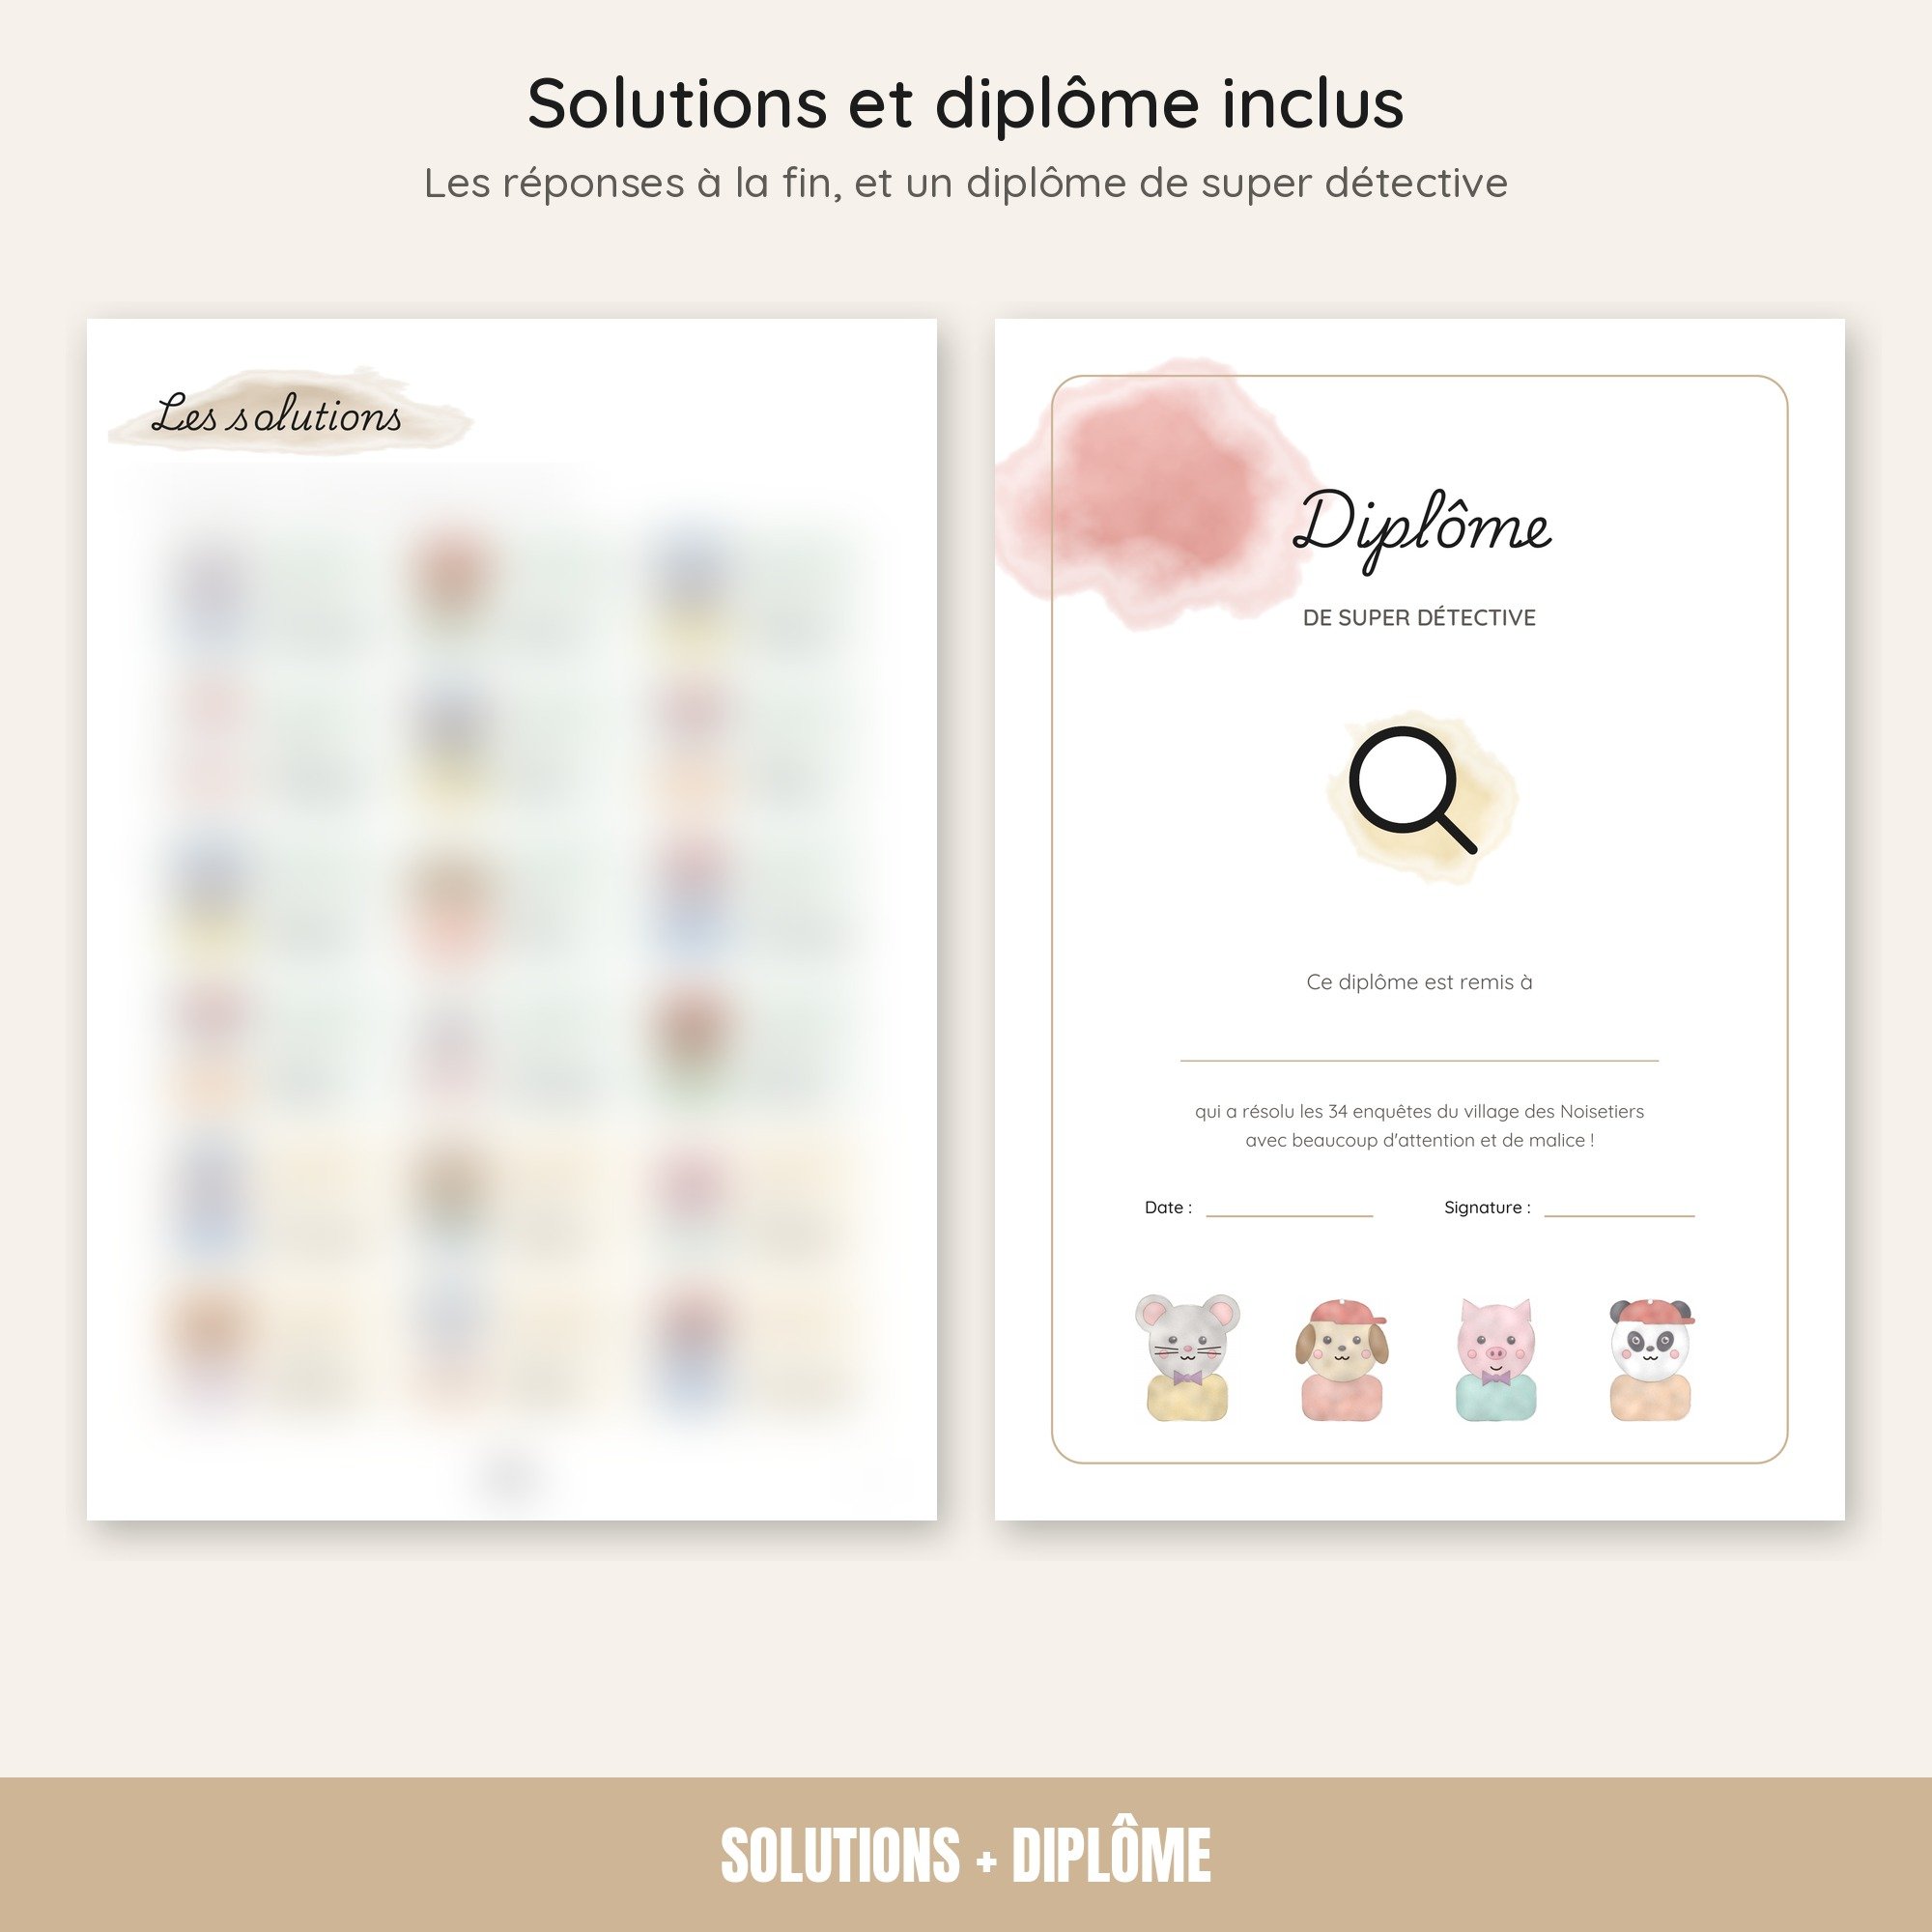 Solutions et diplôme inclus
Les réponses à la fin, et un diplôme de super détective
Les solutions
Diplôme
DE SUPER DÉTECTIVE
Ce diplôme est remis à
qui a résolu les 34 enquêtes du village des Noisetiers
avec beaucoup d'attention et de malice !
Date :
Signature :
SOLUTIONS + DIPLÔME